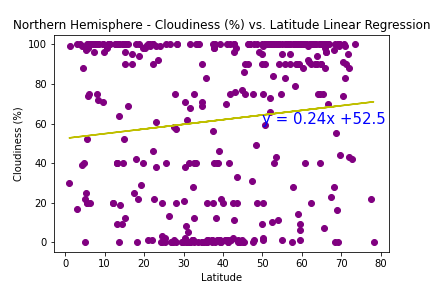 Northern Hemisphere - Cloudiness (%) vs. Latitude Linear Regression
Cloudiness (%)
100
80
60
40
20
0
y = 0.24x +52.5
0 10 20 30 40 50 60 70 80
Latitude